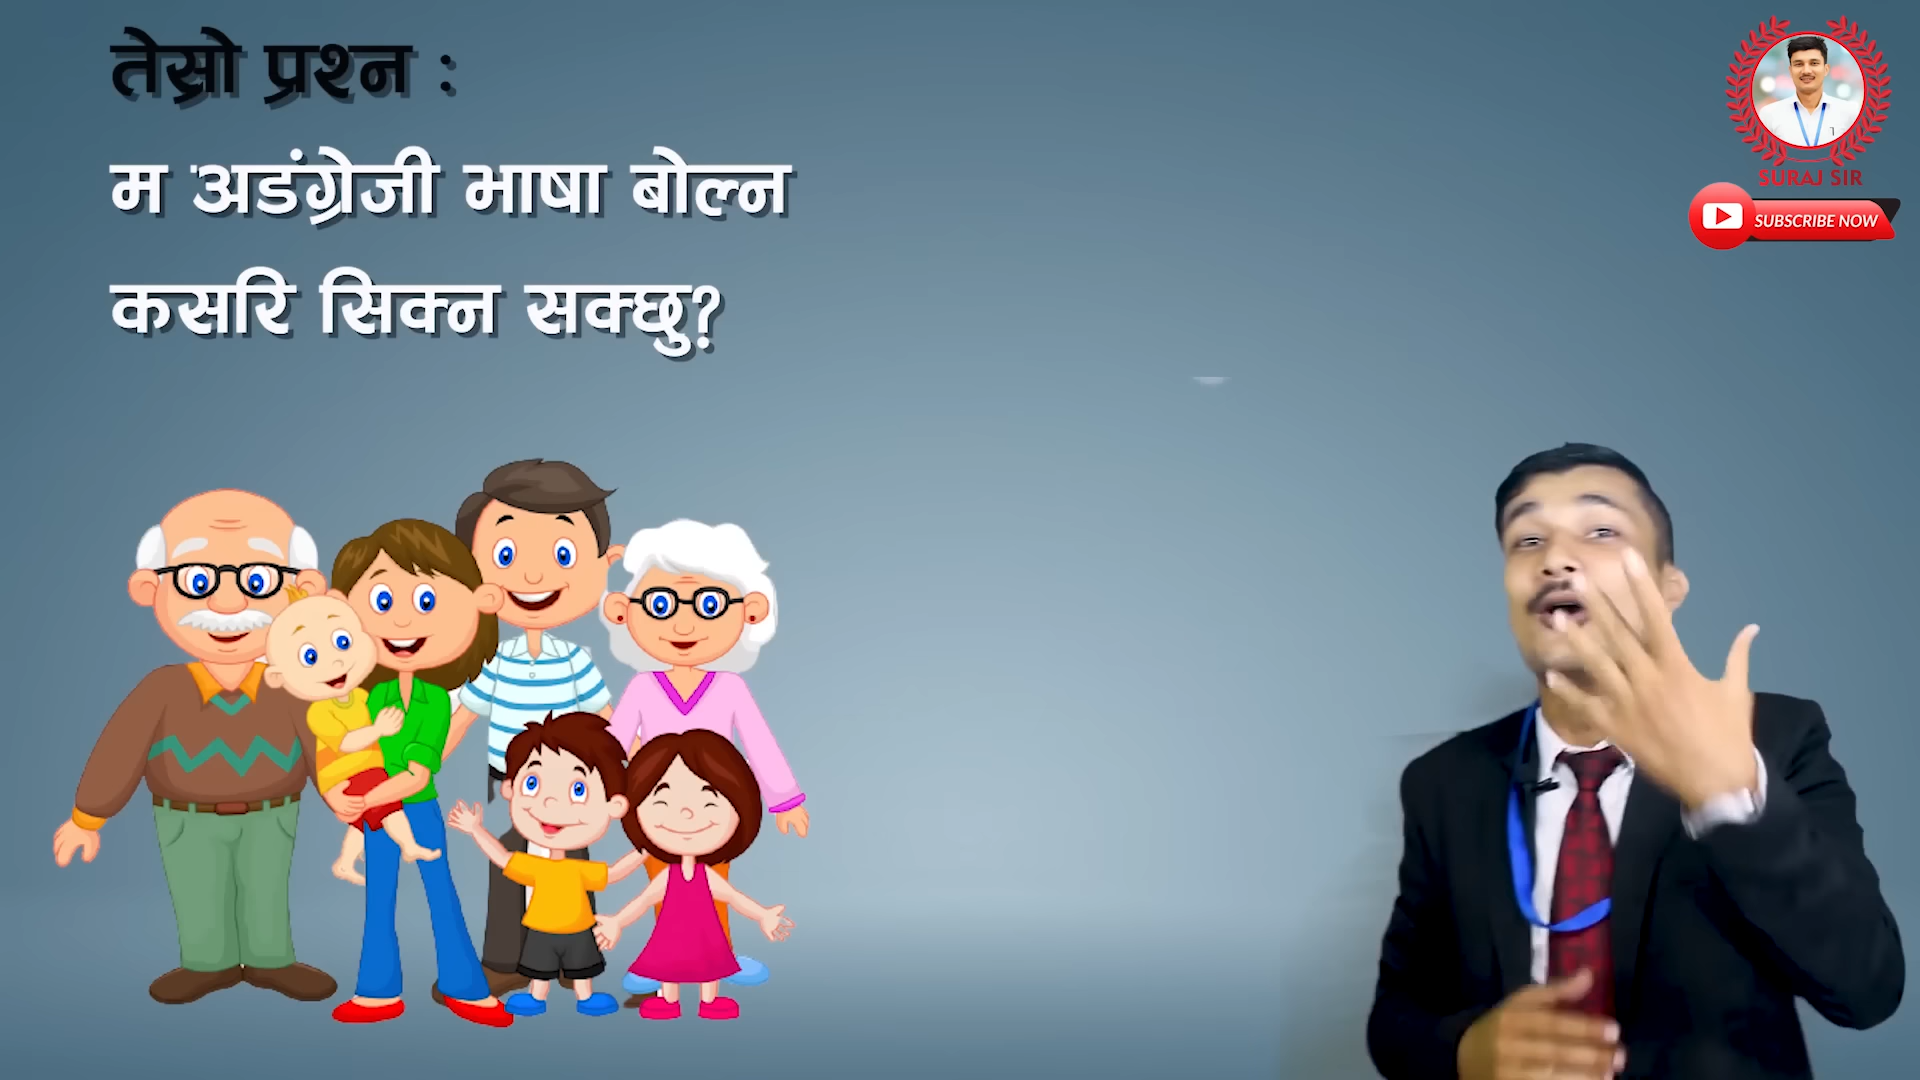 तेस्रो प्रश्न :
म अडंग्रेजी भाषा बोल्न
कसरि सिक्न सक्छु?
SURAJ SIR
SUBSCRIBE NOW